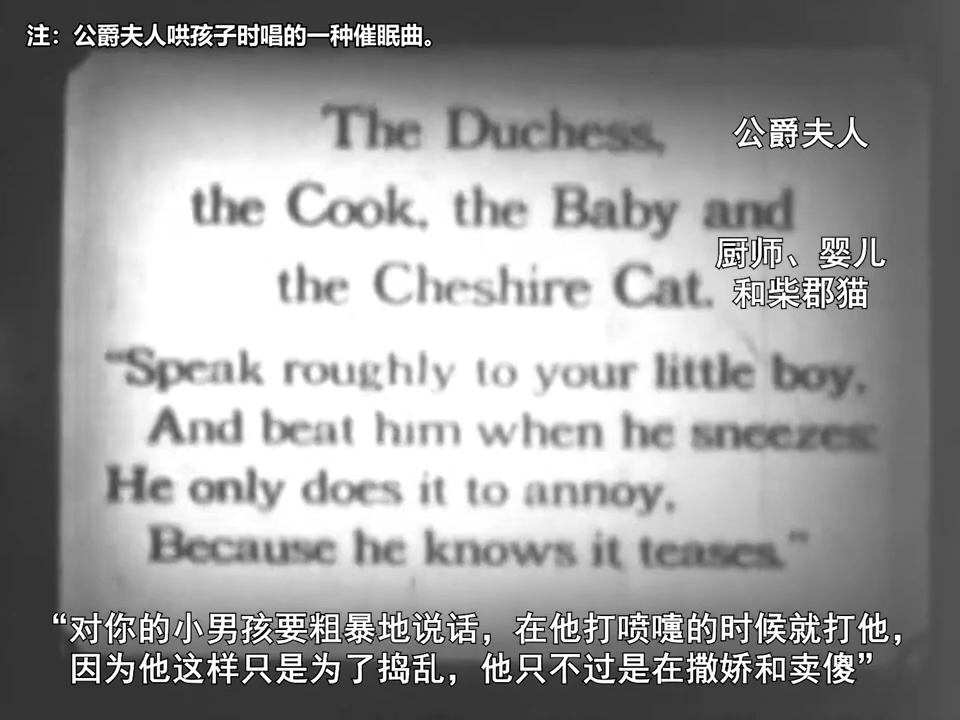 注：公爵夫人哄孩子时唱的一种催眠曲。
The Duchess,
公爵夫人
the Cook, the Baby and
the Cheshire Cat.
厨师、婴儿
和柴郡猫
“Speak roughly to your little boy,
And beat him when he sneezes:
He only does it to annoy,
Because he knows it teases.”
“对你的小男孩要粗暴地说话，在他打喷嚏的时候就打他，
因为他这样只是为了捣乱，他只不过是在撒娇和卖傻”